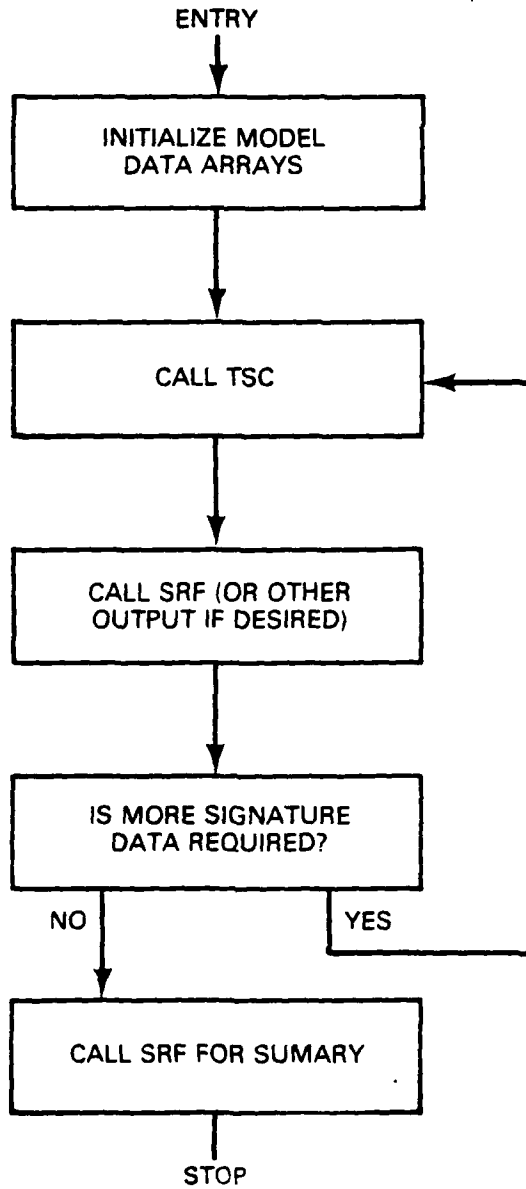 ENTRY
INITIALIZE MODEL
DATA ARRAYS
CALL TSC
CALL SRF (OR OTHER
OUTPUT IF DESIRED)
IS MORE SIGNATURE
DATA REQUIRED?
NO
YES
CALL SRF FOR SUMARY
STOP